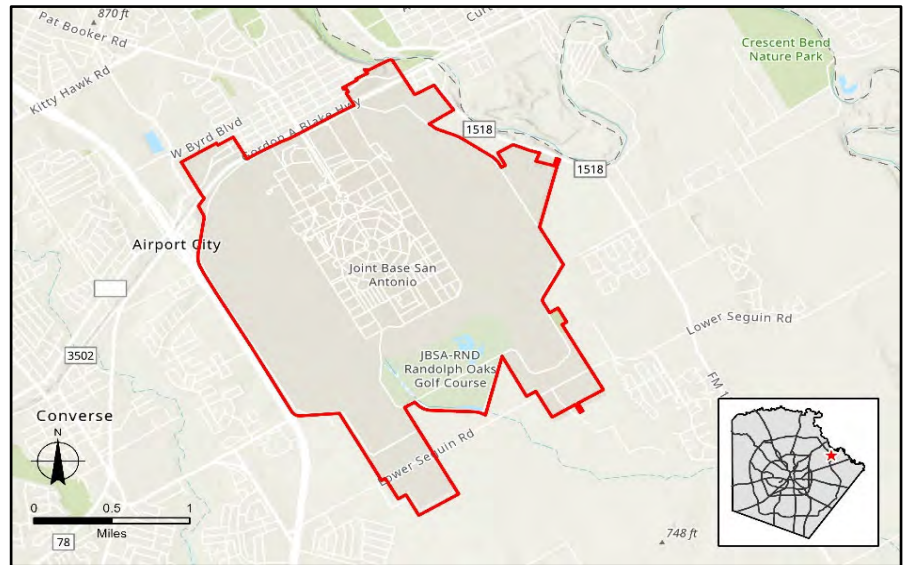 870 ft
Pat Booker Rd
Kitty Hawk Rd
W Byrd Blvd
Gordon A Blake Hwy
Crescent Bend
Nature Park
1518
1518
Airport City
Joint Base San
Antonio
3502
JBSA-RND
Randolph Oaks
Golf Course
Lower Seguin Rd
FM 1
Converse
N
Lower Seguin Rd
0 0.5 1
Miles
78
748 ft